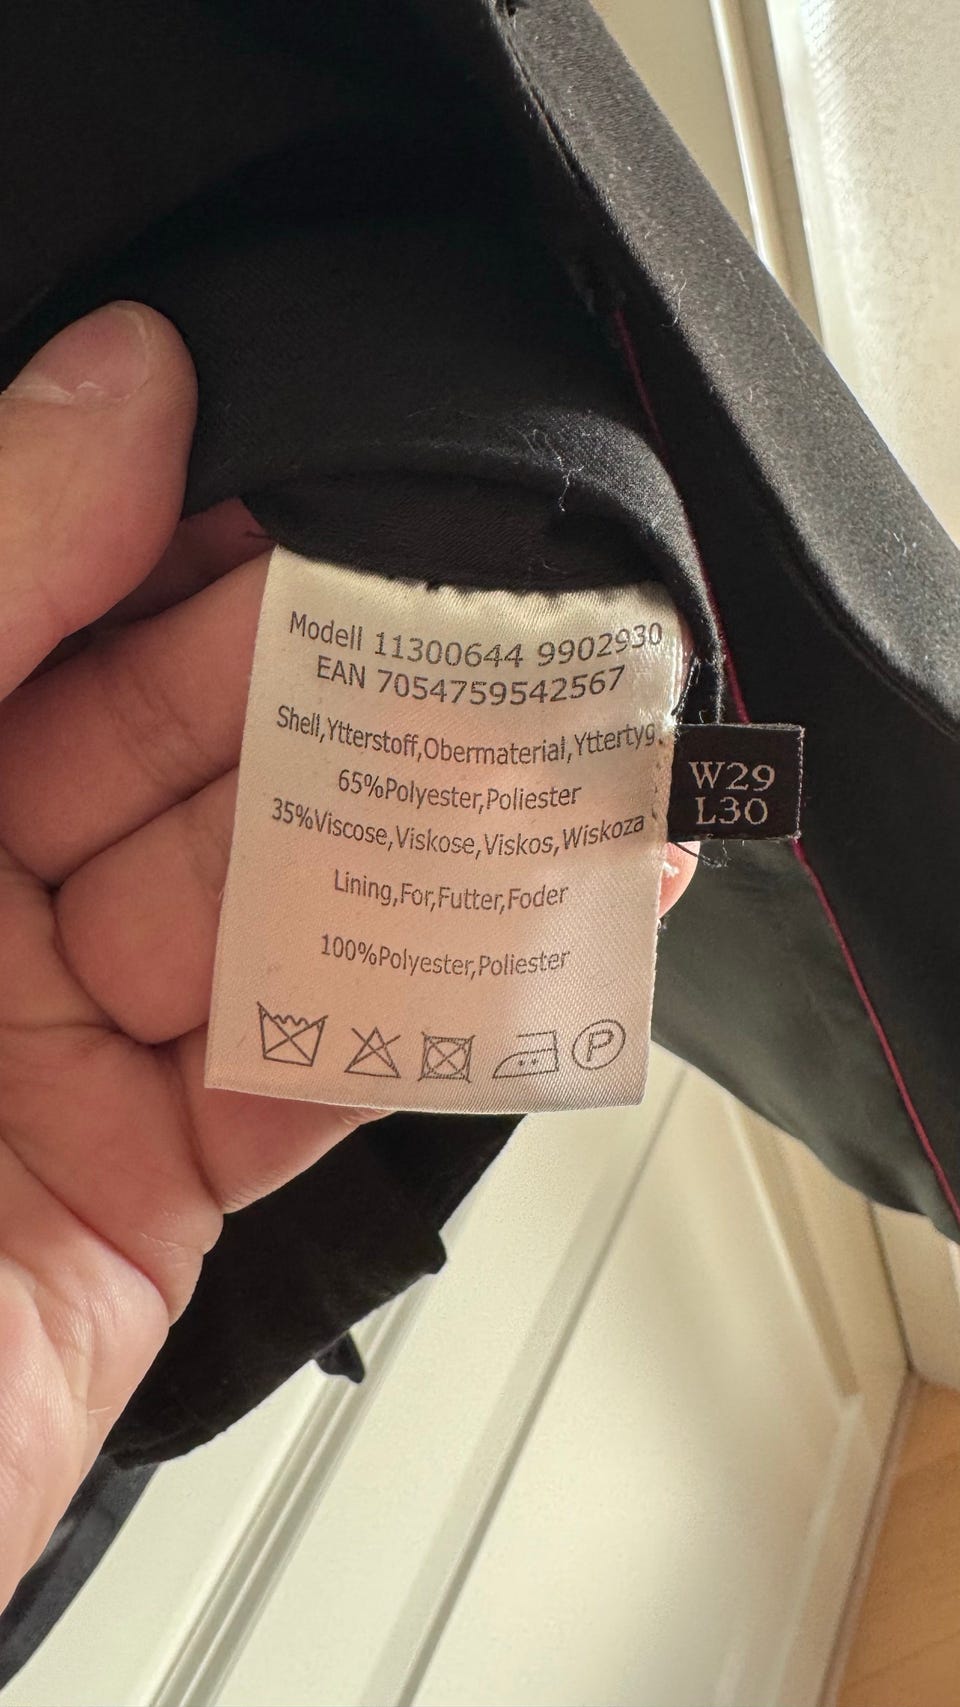 Modell 11300644 9902930
EAN 7054759542567
Shell,Ytterstoff,Obermaterial,Yttertyg.
65%Polyester,Poliester
35%Viscose,Viskose,Viskos,Wiskoza
Lining,For,Futter,Foder
100%Polyester,Poliester
P
W29
L30